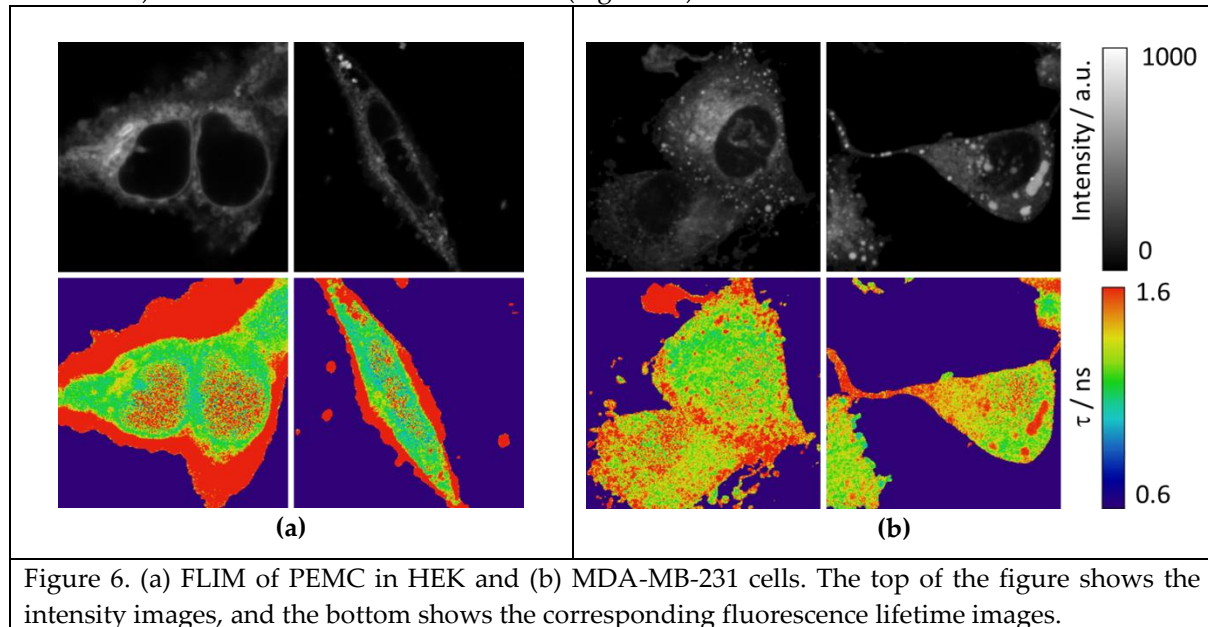 1000
Intensity / a.u.
0
1.6
τ / ns
0.6
(a)
(b)
Figure 6. (a) FLIM of PEMC in HEK and (b) MDA-MB-231 cells. The top of the figure shows the
intensity images, and the bottom shows the corresponding fluorescence lifetime images.